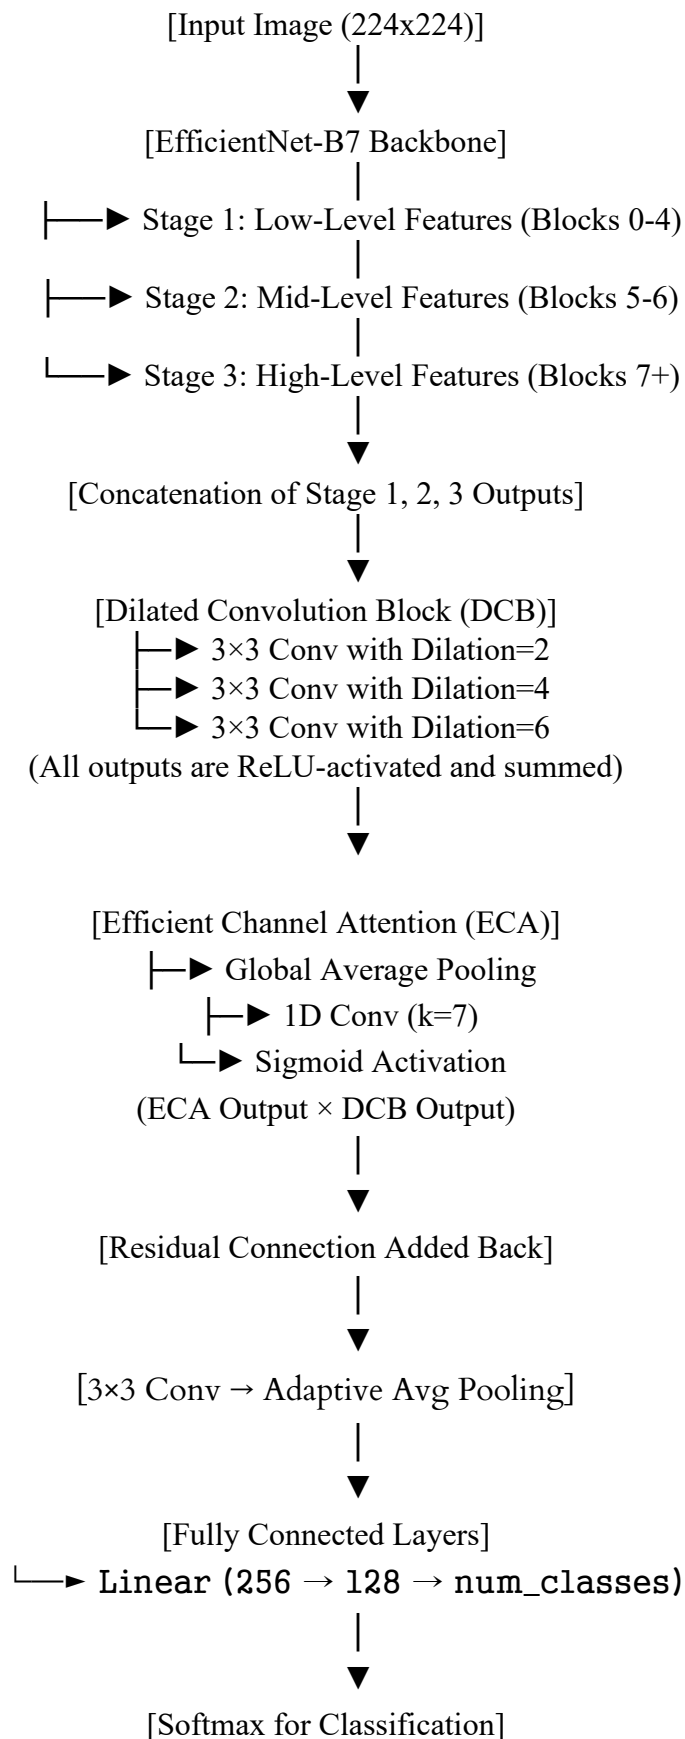 [Input Image (224x224)]
[EfficientNet-B7 Backbone]
Stage 1: Low-Level Features (Blocks 0-4)
Stage 2: Mid-Level Features (Blocks 5-6)
Stage 3: High-Level Features (Blocks 7+)
[Concatenation of Stage 1, 2, 3 Outputs]
[Dilated Convolution Block (DCB)]
3×3 Conv with Dilation=2
3×3 Conv with Dilation=4
3×3 Conv with Dilation=6
(All outputs are ReLU-activated and summed)
[Efficient Channel Attention (ECA)]
Global Average Pooling
1D Conv (k=7)
Sigmoid Activation
(ECA Output × DCB Output)
[Residual Connection Added Back]
[3×3 Conv → Adaptive Avg Pooling]
[Fully Connected Layers]
Linear (256 → 128 → num_classes)
[Softmax for Classification]